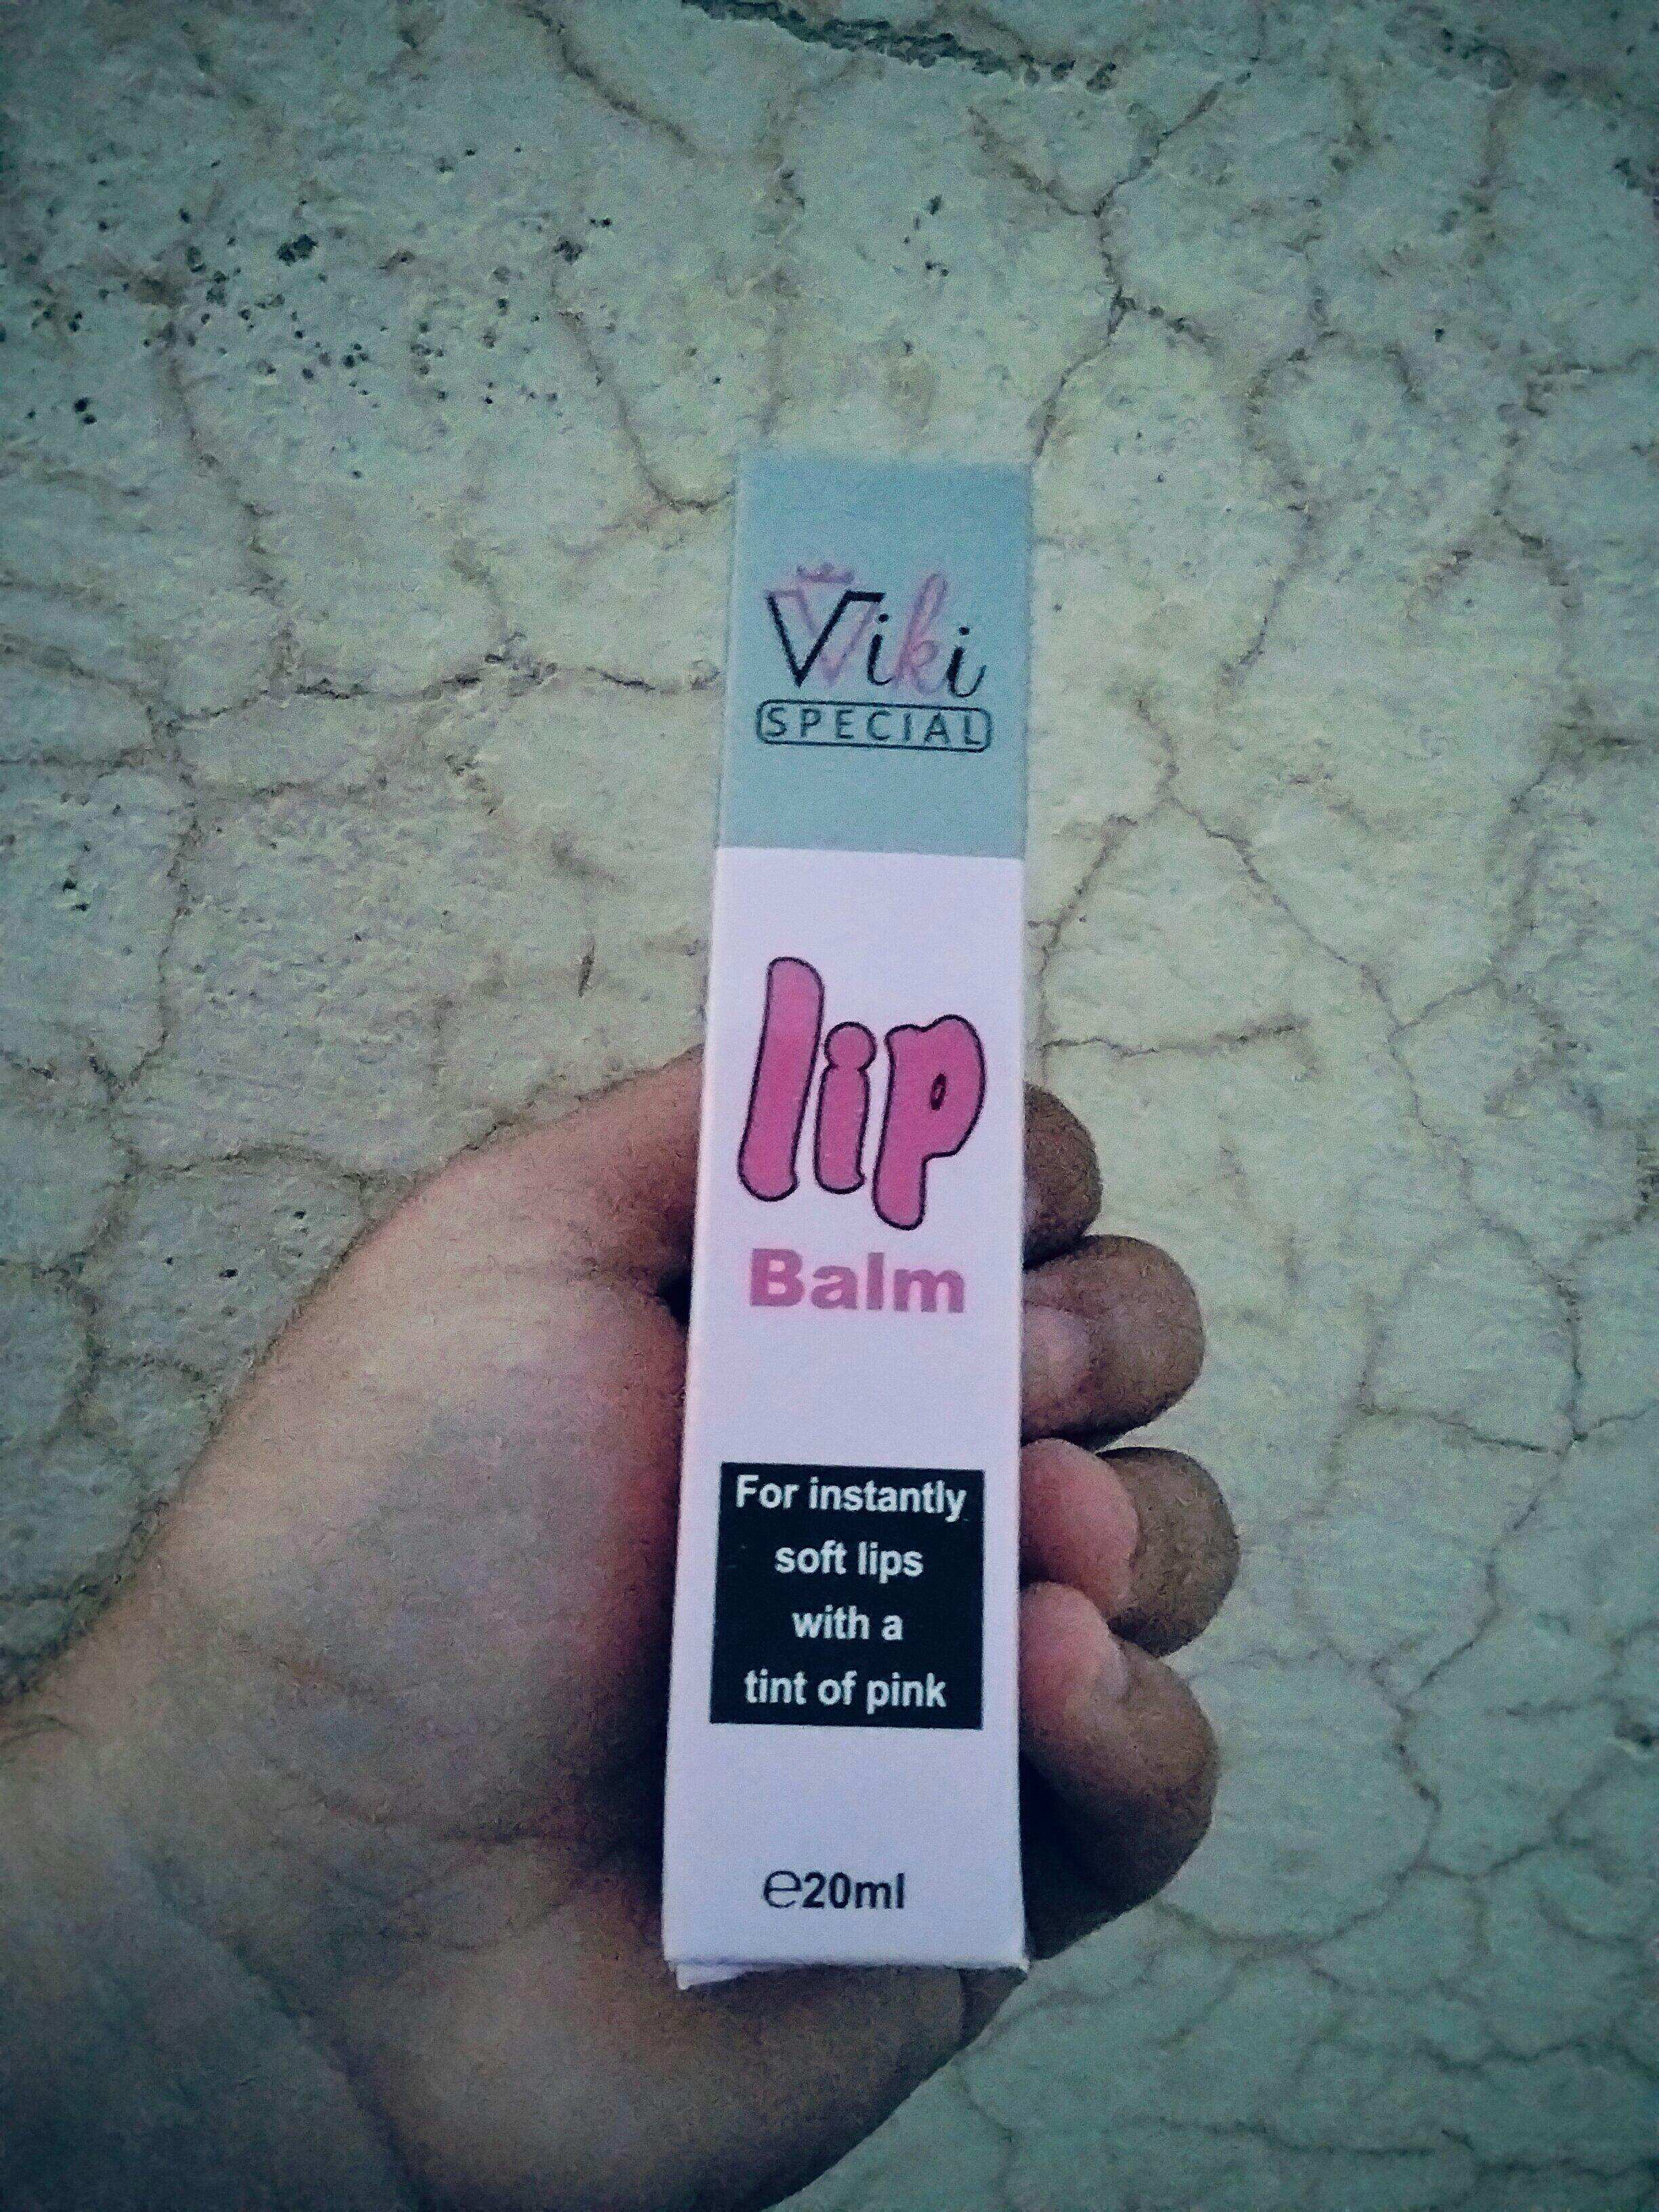 Viki
SPECIAL
lip
Balm
For instantly
soft lips
with a
tint of pink
℮20ml